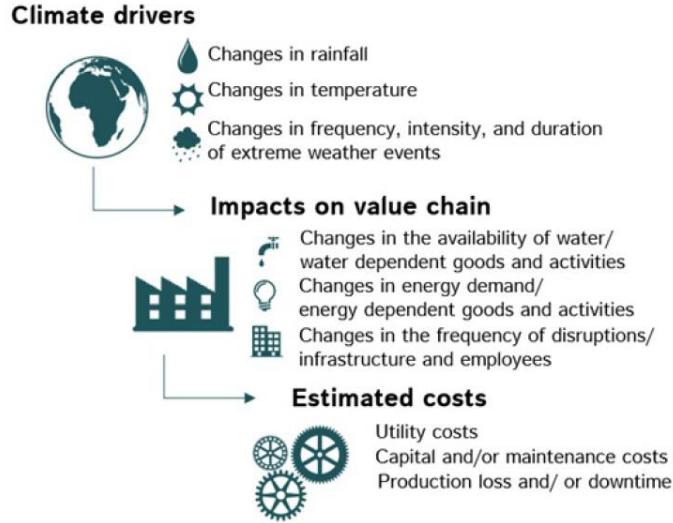 Climate drivers
Changes in rainfall
Changes in temperature
Changes in frequency, intensity, and duration
of extreme weather events
Impacts on value chain
Changes in the availability of water/
water dependent goods and activities
Changes in energy demand/
energy dependent goods and activities
Changes in the frequency of disruptions/
infrastructure and employees
Estimated costs
Utility costs
Capital and/or maintenance costs
Production loss and/ or downtime